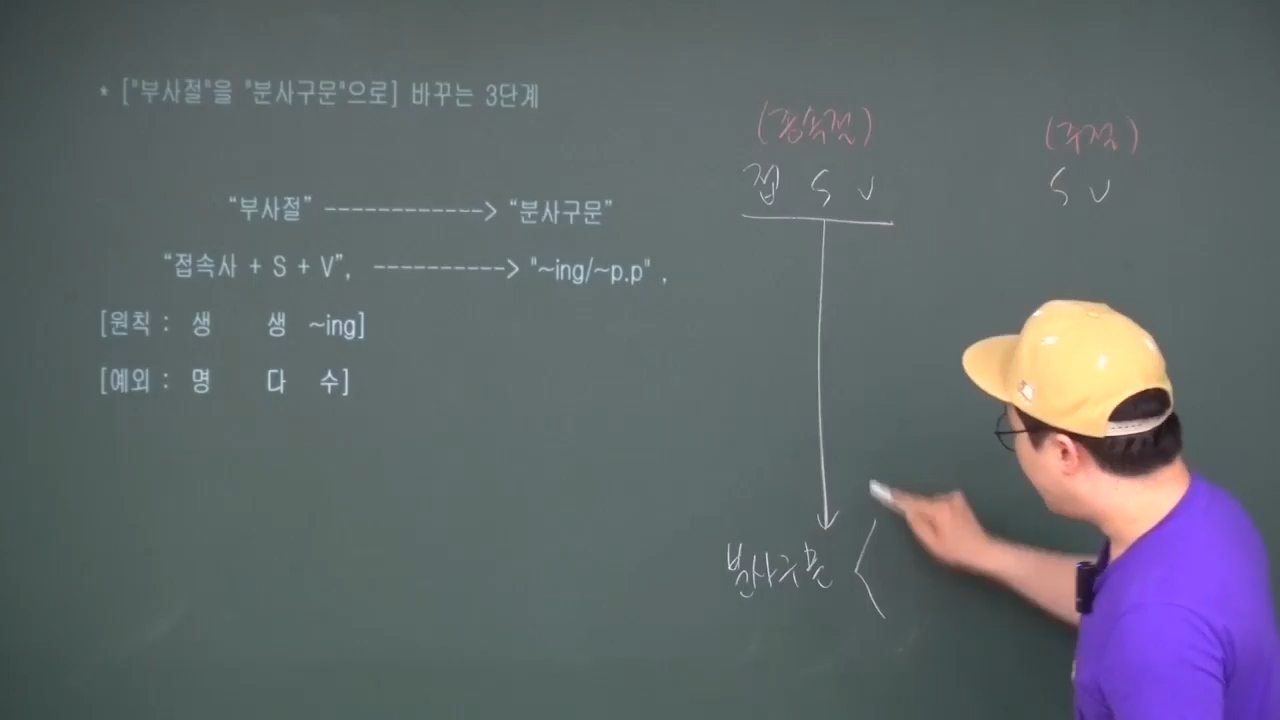 * ["부사절"을 "분사구문"으로] 바꾸는 3단계
“부사절” ------------> “분사구문”
“접속사 + S + V”, ----------> "~ing/~p.p" ,
[원칙 : 생 생 ~ing]
[예외 : 명 다 수]
(종속절) (주절)
접 S V S V
분사구문